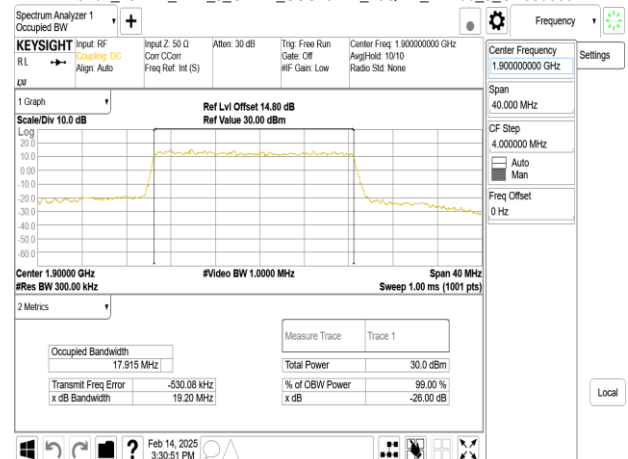 Spectrum Analyzer 1
Occupied BW
Frequency
KEYSIGHT
RL
Input: RF
Coupling: DC
Align: Auto
Input Z: 50 Ω
Corr CCorr
Freq Ref: Int (S)
Atten: 30 dB
Trig: Free Run
Gate: Off
#IF Gain: Low
Center Freq: 1.900000000 GHz
Avg|Hold: 10/10
Radio Std: None
Center Frequency
1.900000000 GHz
Settings
Span
40.000 MHz
CF Step
4.000000 MHz
Auto
Man
Freq Offset
0 Hz
Local
1 Graph
Scale/Div 10.0 dB
Ref Lvl Offset 14.80 dB
Ref Value 30.00 dBm
Log
20.0
10.0
0.00
-10.0
-20.0
-30.0
-40.0
-50.0
-60.0
Center 1.90000 GHz
#Video BW 1.0000 MHz
Span 40 MHz
#Res BW 300.00 kHz
Sweep 1.00 ms (1001 pts)
2 Metrics
Measure Trace
Trace 1
Occupied Bandwidth
17.915 MHz
Total Power
30.0 dBm
Transmit Freq Error
-530.08 kHz
% of OBW Power
99.00 %
x dB Bandwidth
19.20 MHz
x dB
-26.00 dB
Feb 14, 2025
3:30:51 PM